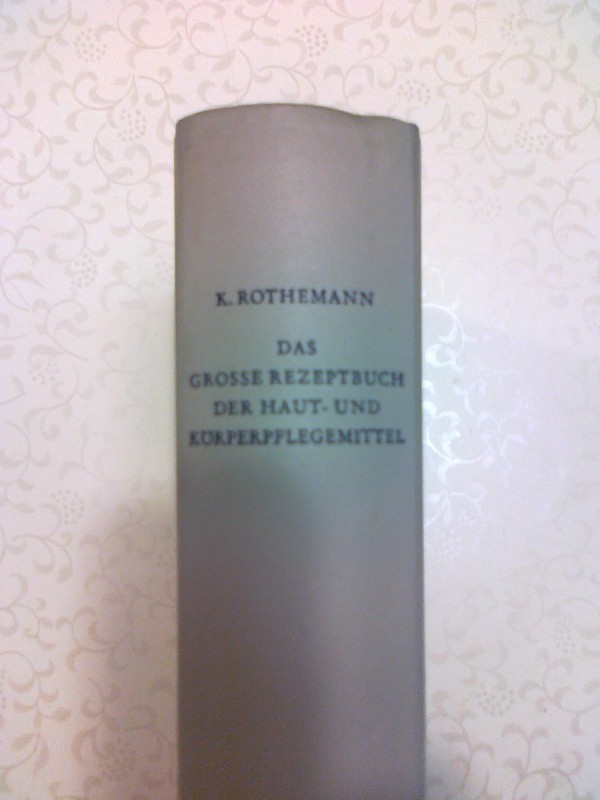 K. ROTHEMANN
DAS
GROSSE REZEPTBUCH
DER HAUT- UND
KÖRPERPFLEGEMITTEL